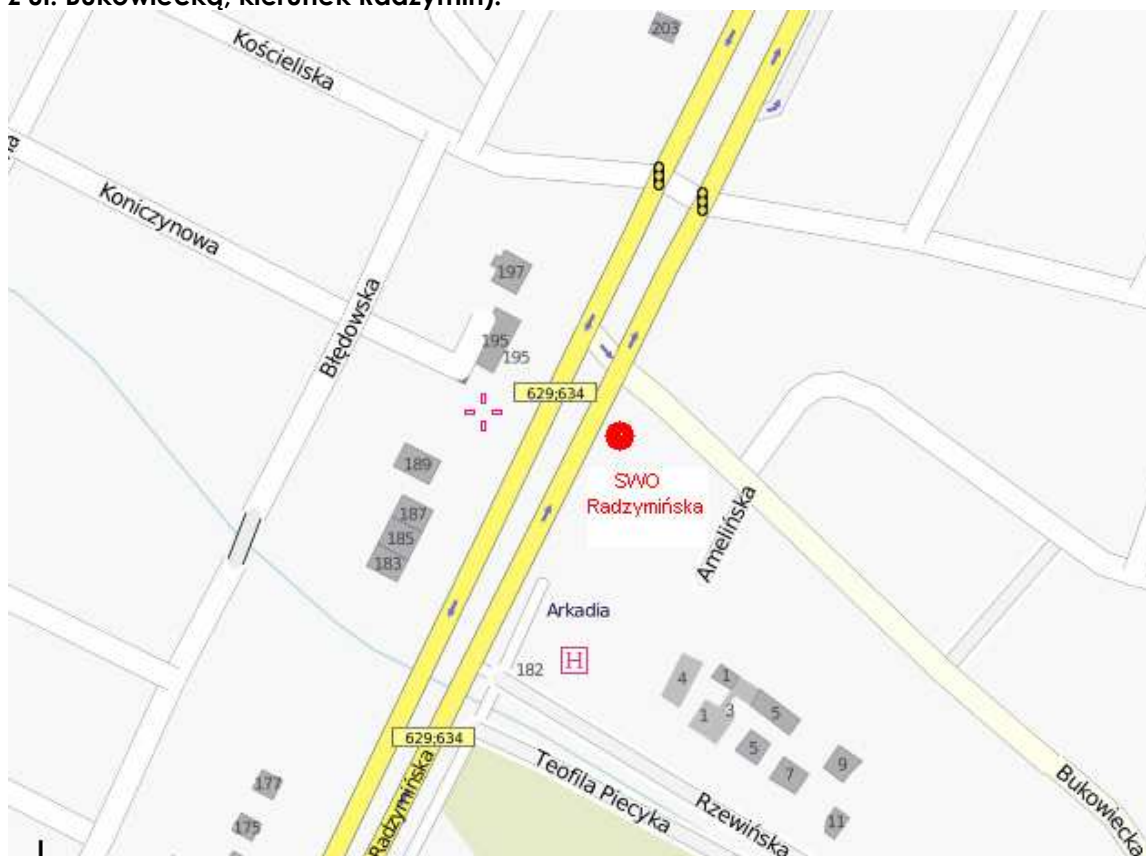 z ul. Bukowiecką, kierunek Radzymin).
203
Kościeliska
Koniczynowa
197
195
195
Błędowska
629;634
SWO
Radzymińska
189
187
185
183
Amelińska
Arkadia
H
182
4
1
3
5
1
5
7
9
11
629;634
Radzymińska
Teofila Piecyka
Rzewińska
Bukowiecka
177
175